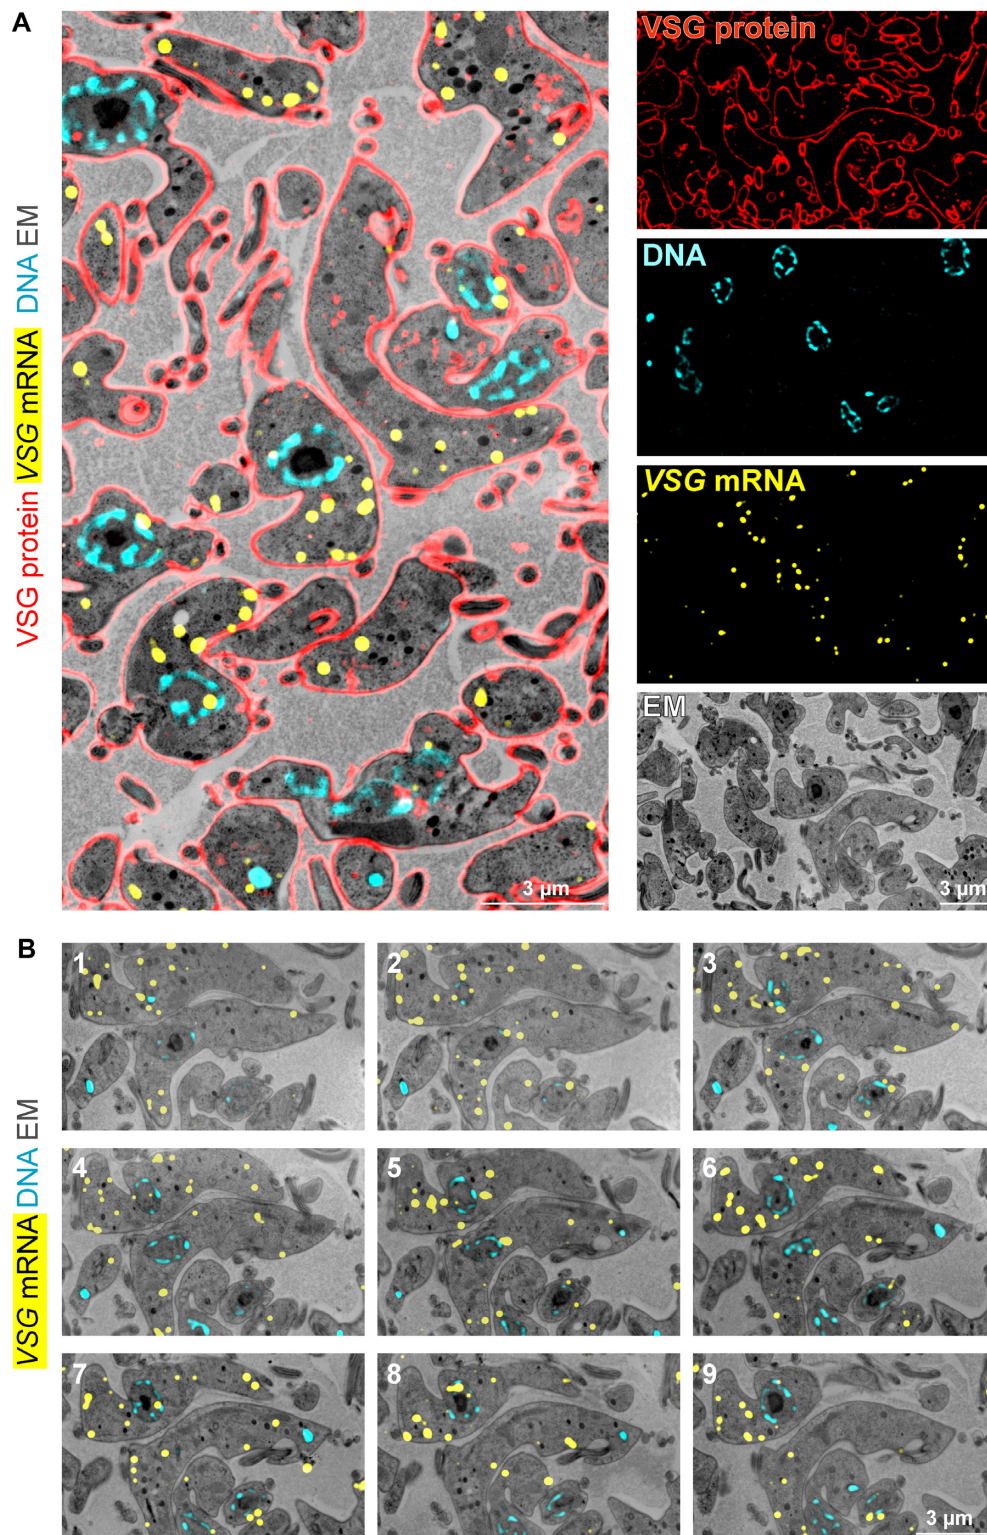 A
VSG protein VSG mRNA DNA EM
3 µm
VSG protein
DNA
VSG mRNA
EM
3 µm
B
VSG mRNA DNA EM
1
2
3
4
5
6
7
8
9
3 µm